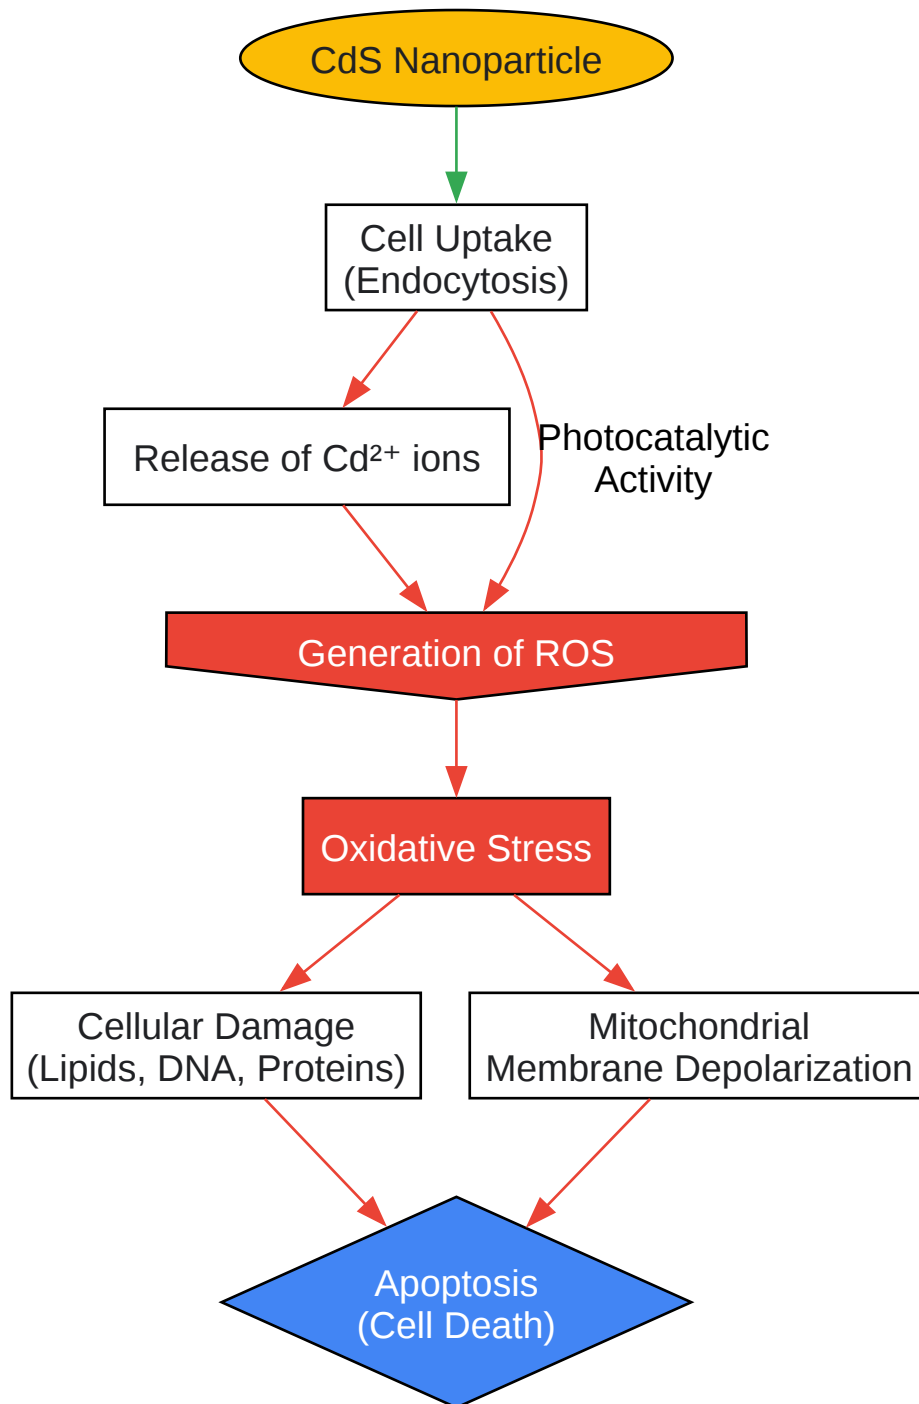 CdS Nanoparticle
Cell Uptake
(Endocytosis)
Release of Cd²⁺ ions
Photocatalytic
Activity
Generation of ROS
Oxidative Stress
Cellular Damage
(Lipids, DNA, Proteins)
Mitochondrial
Membrane Depolarization
Apoptosis
(Cell Death)